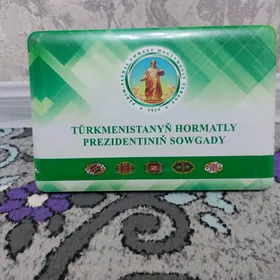 TÜRKMENISTANYŇ HORMATLY
PREZIDENTINIŇ SOWGADY